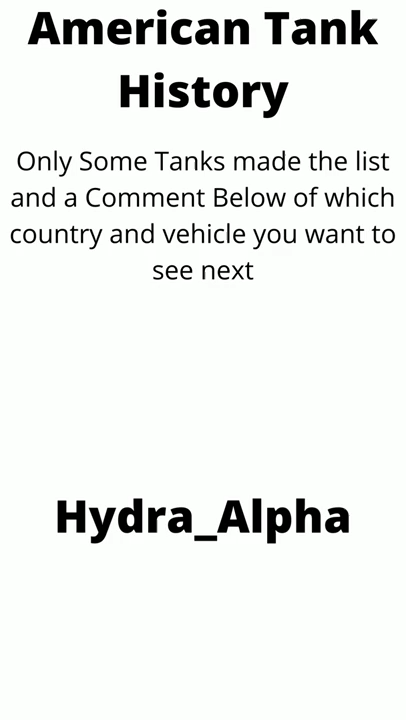 American Tank
History
Only Some Tanks made the list
and a Comment Below of which
country and vehicle you want to
see next
Hydra_Alpha